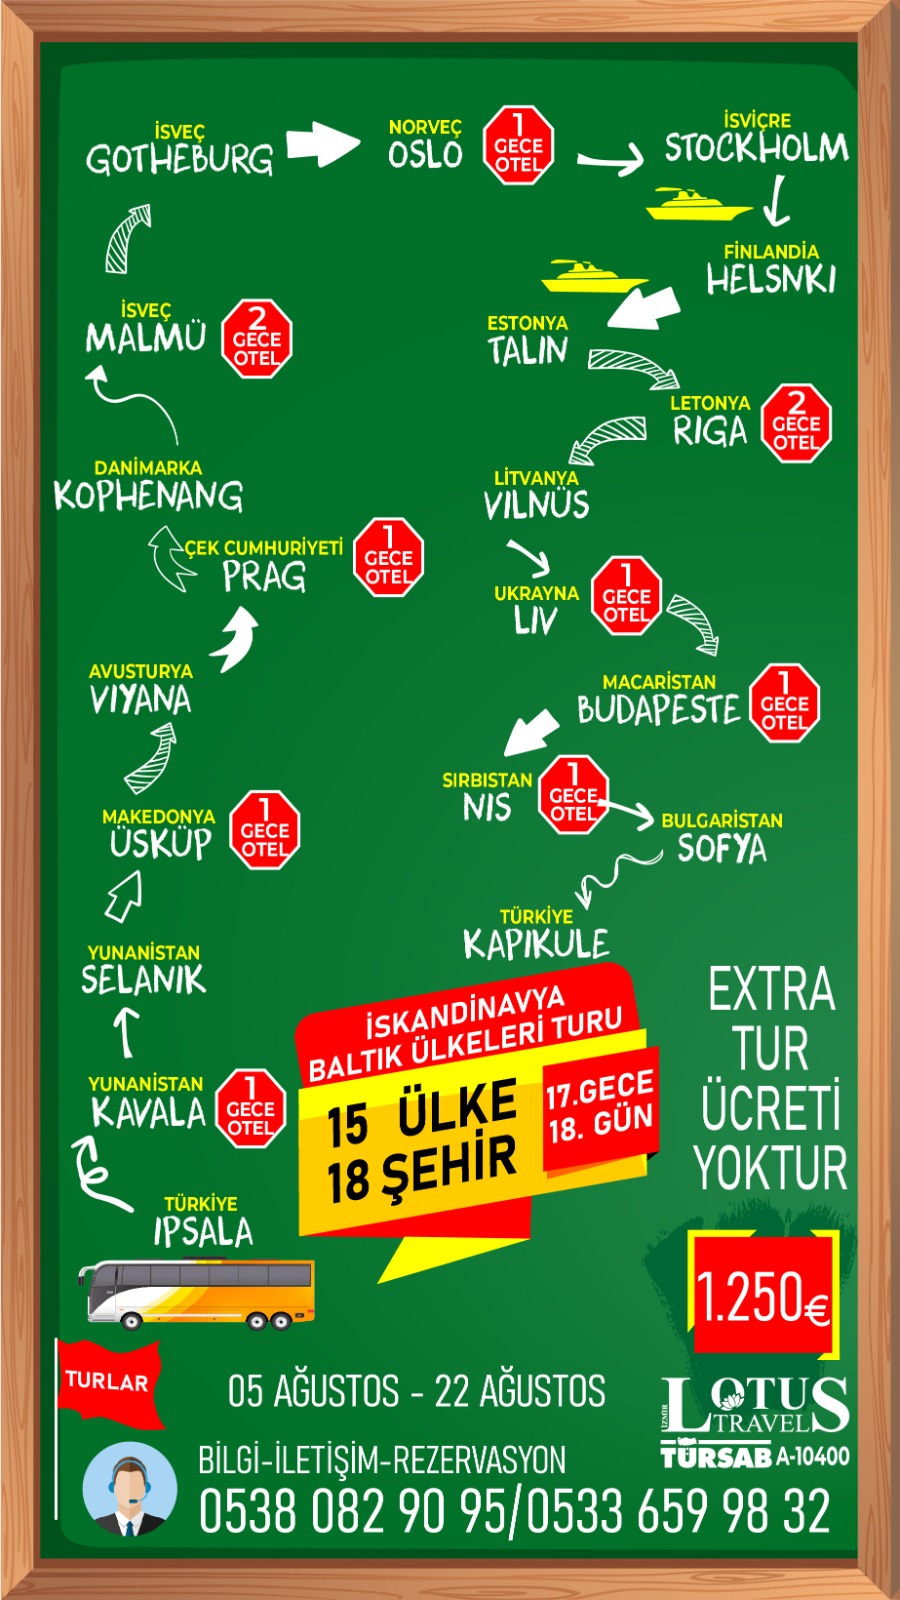 İSVEÇ
GOTHEBURG
NORVEÇ
OSLO
1
GECE
OTEL
İSVİÇRE
STOCKHOLM
FİNLANDİA
HELSNKI
İSVEÇ
MALMÜ
2
GECE
OTEL
ESTONYA
TALIN
LETONYA
RIGA
2
GECE
OTEL
DANİMARKA
KOPHENANG
LİTVANYA
VILNÜS
ÇEK CUMHURİYETİ
PRAG
1
GECE
OTEL
UKRAYNA
LIV
1
GECE
OTEL
AVUSTURYA
VIYANA
MACARİSTAN
BUDAPESTE
1
GECE
OTEL
MAKEDONYA
ÜSKÜP
1
GECE
OTEL
SIRBISTAN
NIS
1
GECE
OTEL
BULGARİSTAN
SOFYA
TÜRKİYE
KAPIKULE
YUNANİSTAN
SELANIK
YUNANİSTAN
KAVALA
1
GECE
OTEL
TÜRKİYE
IPSALA
İSKANDİNAVYA
BALTIK ÜLKELERİ TURU
15 ÜLKE
18 ŞEHİR
17.GECE
18. GÜN
EXTRA
TUR
ÜCRETİ
YOKTUR
1.250€
TURLAR
05 AĞUSTOS - 22 AĞUSTOS
İZMİR
LOTUS
TRAVEL
TÜRSAB A-10400
BİLGİ-İLETİŞİM-REZERVASYON
0538 082 90 95/0533 659 98 32